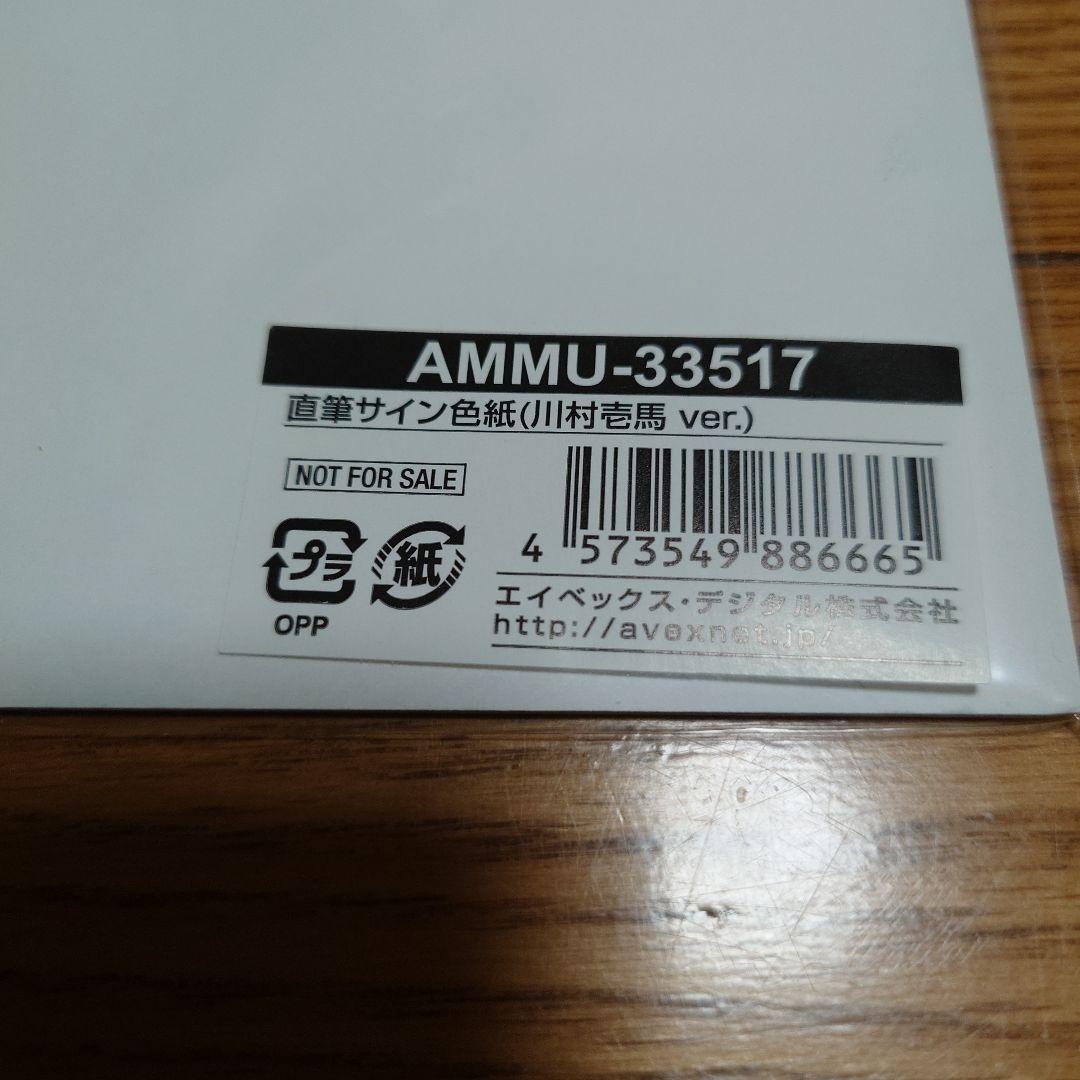 AMMU-33517
直筆サイン色紙(川村壱馬 ver.)
NOT FOR SALE
プラ
紙
OPP
4 573549 886665
エイベックス・デジタル株式会社
http://avexnet.jp/